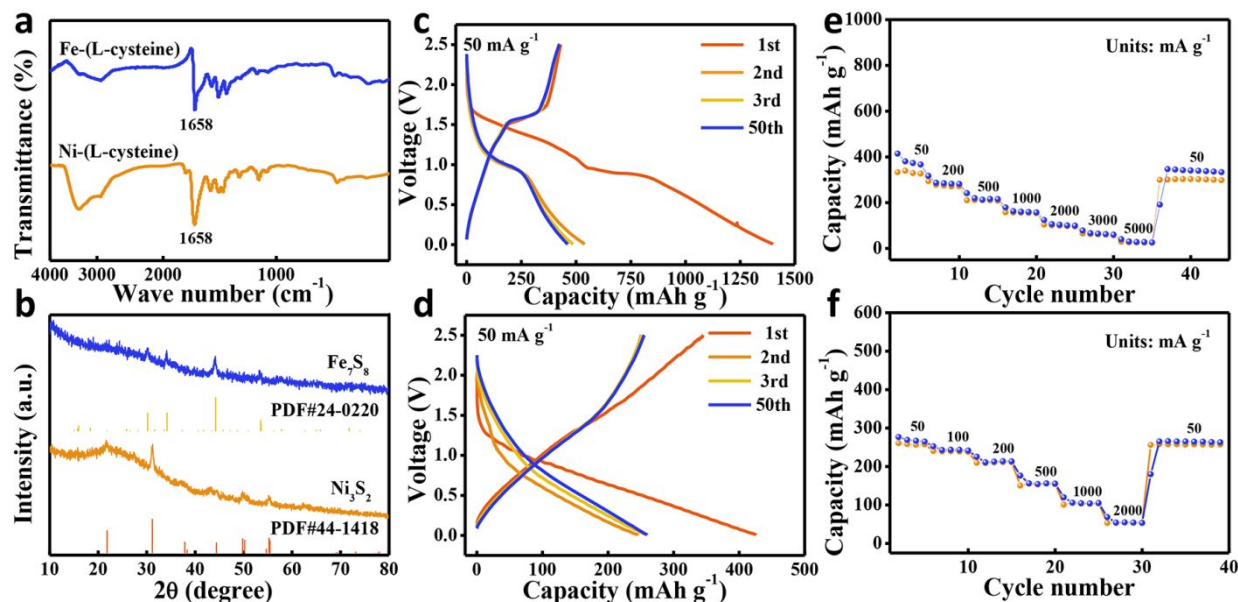 a
Transmittance (%)
Fe-(L-cysteine)
1658
Ni-(L-cysteine)
1658
4000 3000 2000 1000
Wave number (cm-1)
b
Intensity (a.u.)
Fe7S8
PDF#24-0220
Ni3S2
PDF#44-1418
10 20 30 40 50 60 70 80
2θ (degree)
c
Voltage (V)
2.5
2.0
1.5
1.0
0.5
0.0
50 mA g-1
1st
2nd
3rd
50th
0 250 500 750 1000 1250 1500
Capacity (mAh g-1)
d
Voltage (V)
2.5
2.0
1.5
1.0
0.5
0.0
50 mA g-1
1st
2nd
3rd
50th
0 100 200 300 400 500
Capacity (mAh g-1)
e
Capacity (mAh g-1)
1000
800
600
400
200
0
Units: mA g-1
50 200 500 1000 2000 3000 5000 50
10 20 30 40
Cycle number
f
Capacity (mAh g-1)
600
500
400
300
200
100
0
Units: mA g-1
50 100 200 500 1000 2000 50
0 10 20 30 40
Cycle number